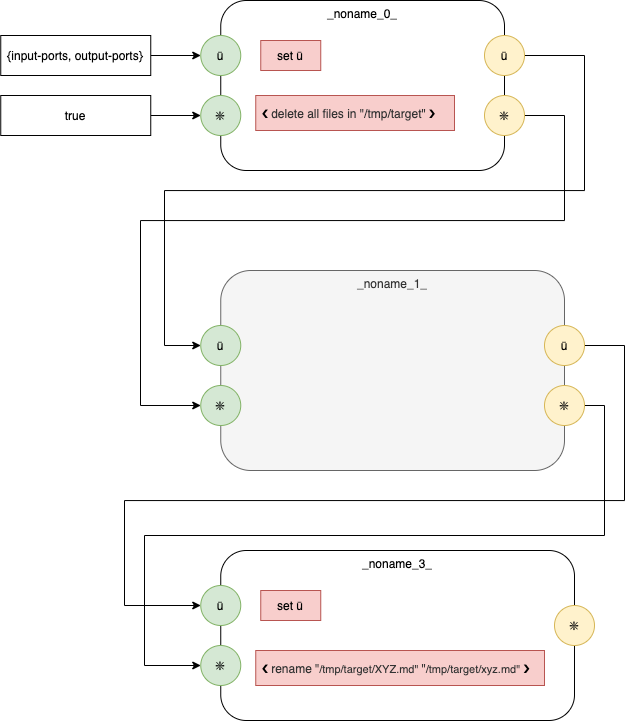 _noname_0_
{input-ports, output-ports}
ü
set ü
ü
true
⁜
❮ delete all files in "/tmp/target" ❯
⁜
_noname_1_
ü
ü
⁜
⁜
_noname_3_
ü
set ü
⁜
⁜
❮ rename "/tmp/target/XYZ.md" "/tmp/target/xyz.md" ❯